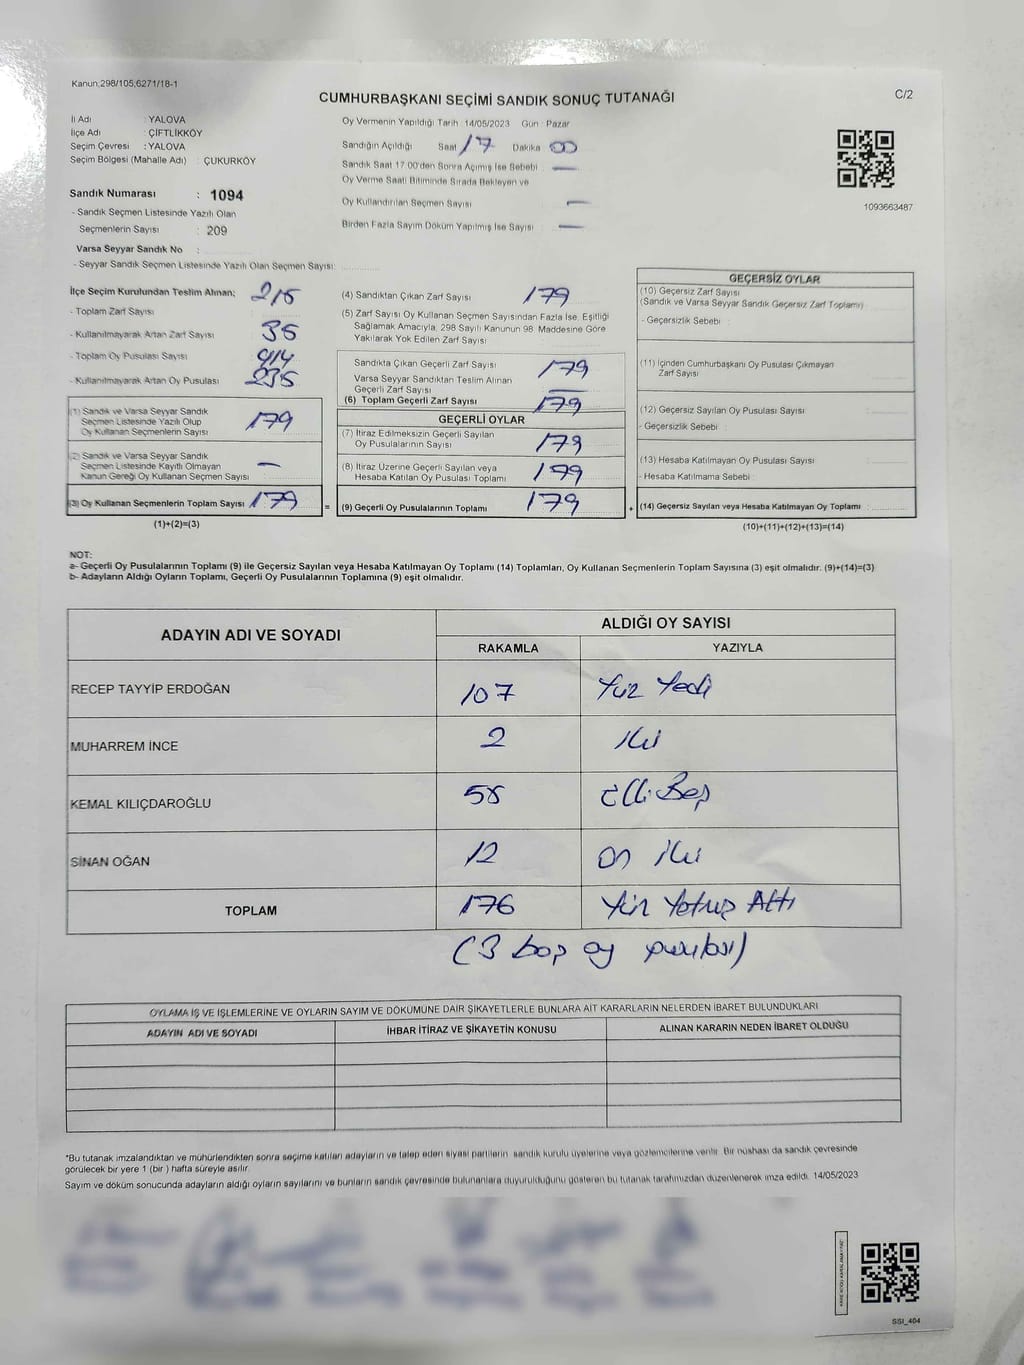 Kanun,298/105;6271/18-1
CUMHURBAŞKANI SEÇİMİ SANDIK SONUÇ TUTANAĞI
C/2
İl Adı : YALOVA
İlçe Adı : ÇİFTLİKKÖY
Seçim Çevresi : YALOVA
Seçim Bölgesi (Mahalle Adı) : ÇUKURKÖY
Sandık Numarası : 1094
- Sandık Seçmen Listesinde Yazılı Olan
Seçmenlerin Sayısı : 209
Varsa Seyyar Sandık No :
- Seyyar Sandık Seçmen Listesinde Yazılı Olan Seçmen Sayısı:
Oy Vermenin Yapıldığı Tarih : 14/05/2023 Gün : Pazar
Sandığın Açıldığı Saat 17 Dakika 00
Sandık Saat 17.00'den Sonra Açımış İse Sebebi : —
Oy Verme Saati Bitiminde Sırada Bekleyen ve
Oy Kullandırılan Seçmen Sayısı : —
Birden Fazla Sayım Döküm Yapılmış İse Sayısı : —
1093663487
İlçe Seçim Kurulundan Teslim Alınan;
- Toplam Zarf Sayısı : 215
- Kullanılmayarak Artan Zarf Sayısı : 36
- Toplam Oy Pusulası Sayısı : 414
- Kullanılmayarak Artan Oy Pusulası : 235
(1) Sandık ve Varsa Seyyar Sandık
Seçmen Listesinde Yazılı Olup
Oy Kullanan Seçmenlerin Sayısı 179
(2) Sandık ve Varsa Seyyar Sandık
Seçmen Listesinde Kayıtlı Olmayan
Kanun Gereği Oy Kullanan Seçmen Sayısı —
(3) Oy Kullanan Seçmenlerin Toplam Sayısı 179
(1)+(2)=(3)
=
(4) Sandıktan Çıkan Zarf Sayısı 179
(5) Zarf Sayısı Oy Kullanan Seçmen Sayısından Fazla İse, Eşitliği
Sağlamak Amacıyla, 298 Sayılı Kanunun 98. Maddesine Göre
Yakılarak Yok Edilen Zarf Sayısı
Sandıkta Çıkan Geçerli Zarf Sayısı 179
Varsa Seyyar Sandıktan Teslim Alınan
Geçerli Zarf Sayısı —
(6) Toplam Geçerli Zarf Sayısı 179
GEÇERLİ OYLAR
(7) İtiraz Edilmeksizin Geçerli Sayılan
Oy Pusulalarının Sayısı 179
(8) İtiraz Üzerine Geçerli Sayılan veya
Hesaba Katılan Oy Pusulası Toplamı 179
(9) Geçerli Oy Pusulalarının Toplamı 179
+
GEÇERSİZ OYLAR
(10) Geçersiz Zarf Sayısı
(Sandık ve Varsa Seyyar Sandık Geçersiz Zarf Toplamı)
- Geçersizlik Sebebi :
(11) İçinden Cumhurbaşkanı Oy Pusulası Çıkmayan
Zarf Sayısı
(12) Geçersiz Sayılan Oy Pusulası Sayısı :
- Geçersizlik Sebebi :
(13) Hesaba Katılmayan Oy Pusulası Sayısı :
- Hesaba Katılmama Sebebi :
(14) Geçersiz Sayılan veya Hesaba Katılmayan Oy Toplamı :
(10)+(11)+(12)+(13)=(14)
NOT:
a- Geçerli Oy Pusulalarının Toplamı (9) ile Geçersiz Sayılan veya Hesaba Katılmayan Oy Toplamı (14) Toplamları, Oy Kullanan Seçmenlerin Toplam Sayısına (3) eşit olmalıdır. (9)+(14)=(3)
b- Adayların Aldığı Oyların Toplamı, Geçerli Oy Pusulalarının Toplamına (9) eşit olmalıdır.
ADAYIN ADI VE SOYADI
ALDIĞI OY SAYISI
RAKAMLA YAZIYLA
RECEP TAYYİP ERDOĞAN 107 Yüz Yedi
MUHARREM İNCE 2 İki
KEMAL KILIÇDAROĞLU 55 Elli Beş
SİNAN OĞAN 12 On iki
TOPLAM 176 Yüz Yetmiş Altı
(3 boş oy pusulası)
OYLAMA İŞ VE İŞLEMLERİNE VE OYLARIN SAYIM VE DÖKÜMÜNE DAİR ŞİKAYETLERLE BUNLARA AİT KARARLARIN NELERDEN İBARET BULUNDUKLARI
ADAYIN ADI VE SOYADI İHBAR İTİRAZ VE ŞİKAYETİN KONUSU ALINAN KARARIN NEDEN İBARET OLDUĞU
*Bu tutanak imzalandıktan ve mühürlendikten sonra seçime katılan adayların ve talep eden siyasi partilerin sandık kurulu üyelerine veya gözlemcilerine verilir. Bir nüshası da sandık çevresinde
görülecek bir yere 1 (bir ) hafta süreyle asılır.
Sayım ve döküm sonucunda adayların aldığı oyların sayılarını ve bunların sandık çevresinde bulunanlara duyurulduğunu gösteren bu tutanak tarafımızdan düzenlenerek imza edildi. 14/05/2023
SSI_404